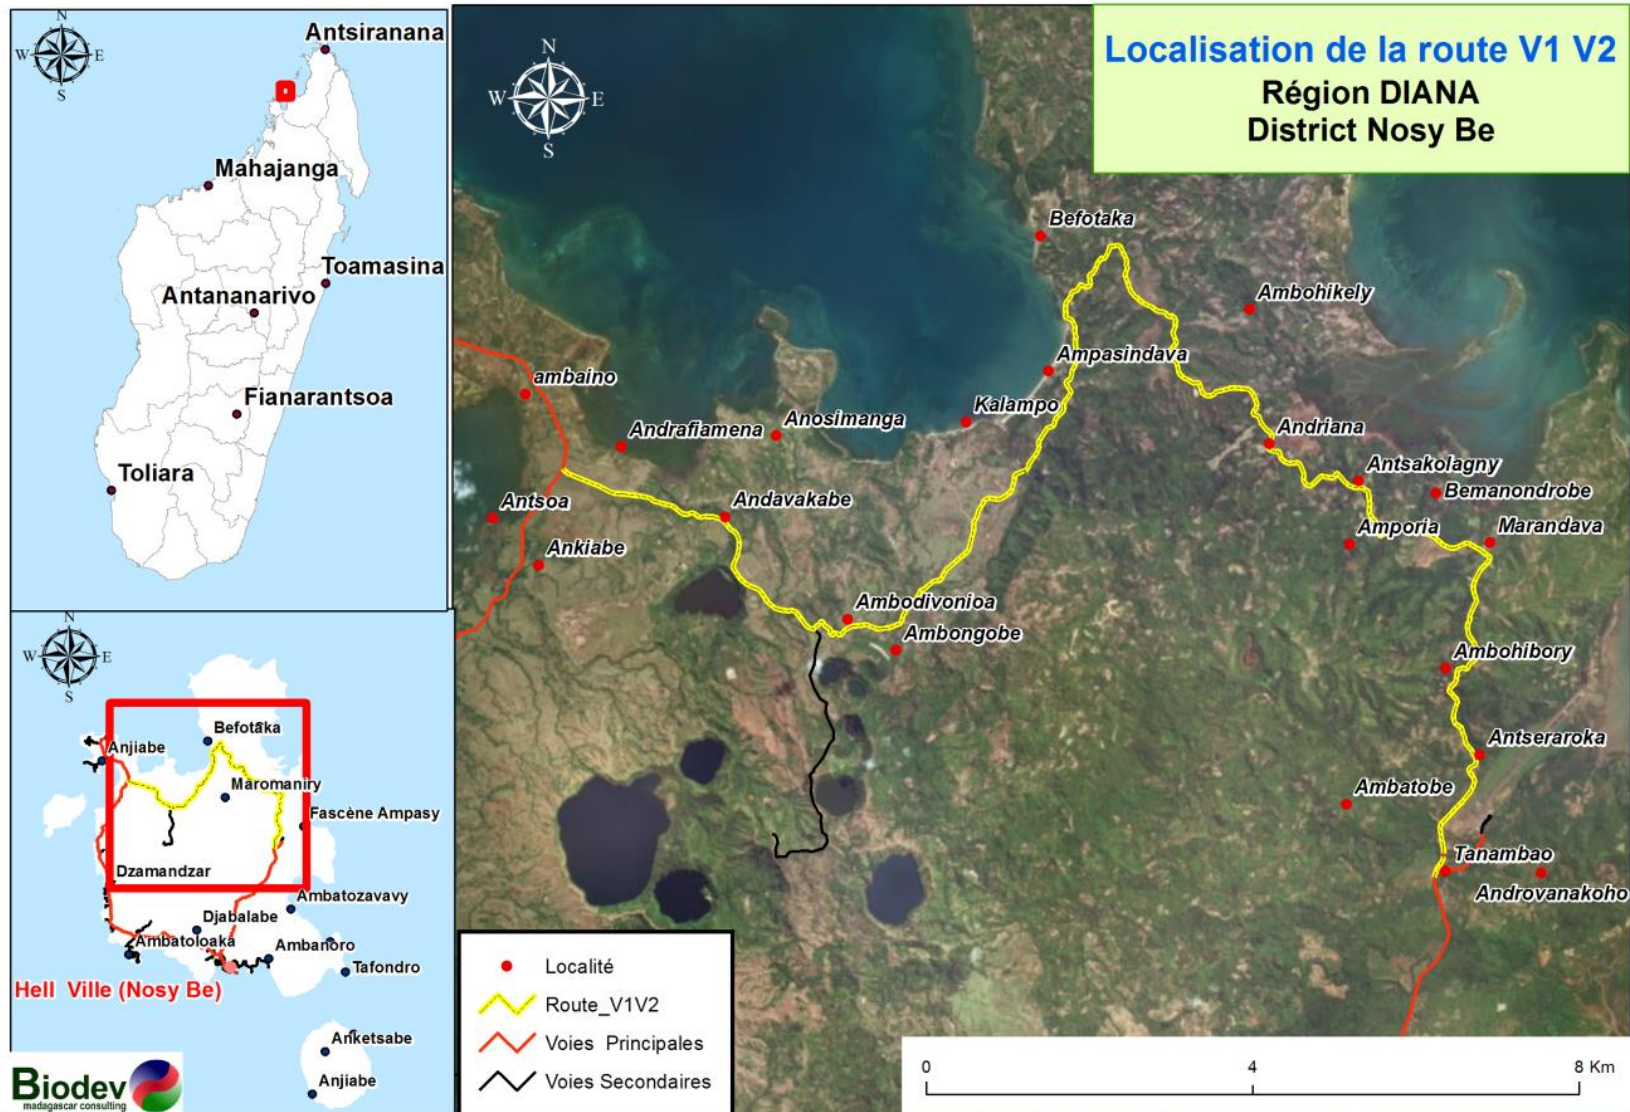 N
W
E
S
Antsiranana
Mahajanga
Toamasina
Antananarivo
Fianarantsoa
Toliara
N
W
E
S
Localisation de la route V1 V2
Région DIANA
District Nosy Be
Befotaka
Ambohikely
Ampasindava
ambaino
Kalampo
Anosimanga
Andrafiamena
Andriana
Antsakolagny
Bemanondrobe
Antsoa
Andavakabe
Amporia
Marandava
Ankiabe
Ambodivonioa
Ambongobe
Ambohibory
Antseraroka
Ambatobe
Tanambao
Androvanakoho
N
W
E
S
Befotaka
Anjiabe
Maromaniry
Fascène Ampasy
Dzamandzar
Ambatozavavy
Djabalabe
Ambatoloaka
Ambanoro
Tafondro
Hell Ville (Nosy Be)
Anketsabe
Anjiabe
Biodev
madagascar consulting
Localité
Route_V1V2
Voies Principales
Voies Secondaires
0 4 8 Km